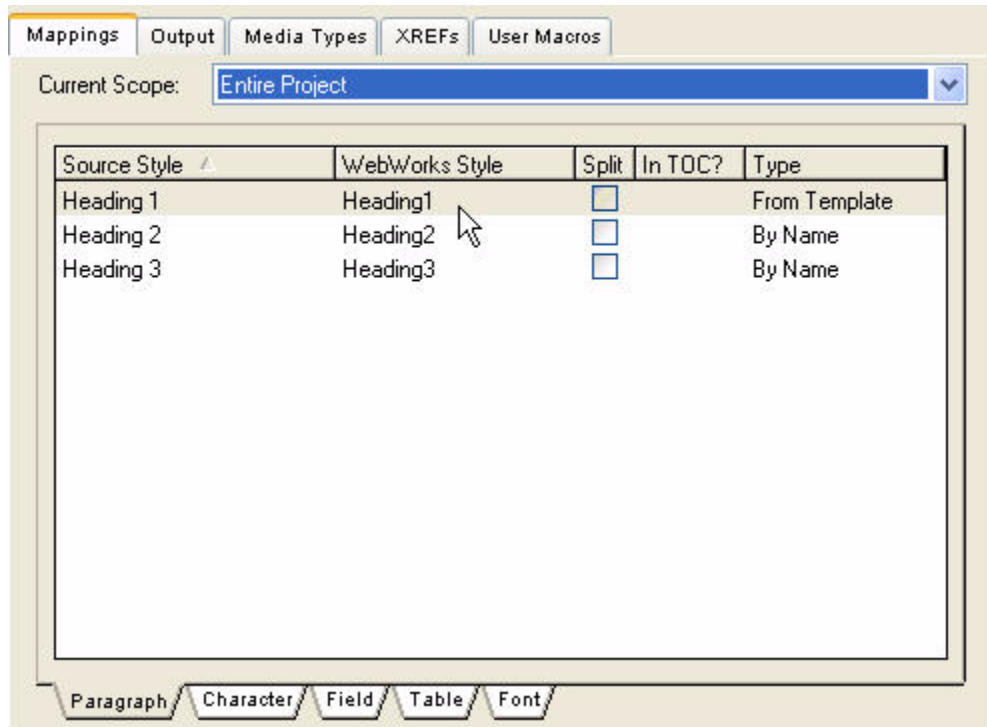 Mappings Output Media Types XREFs User Macros
Current Scope: Entire Project
Source Style WebWorks Style Split In TOC? Type
Heading 1 Heading1 From Template
Heading 2 Heading2 By Name
Heading 3 Heading3 By Name
Paragraph Character Field Table Font